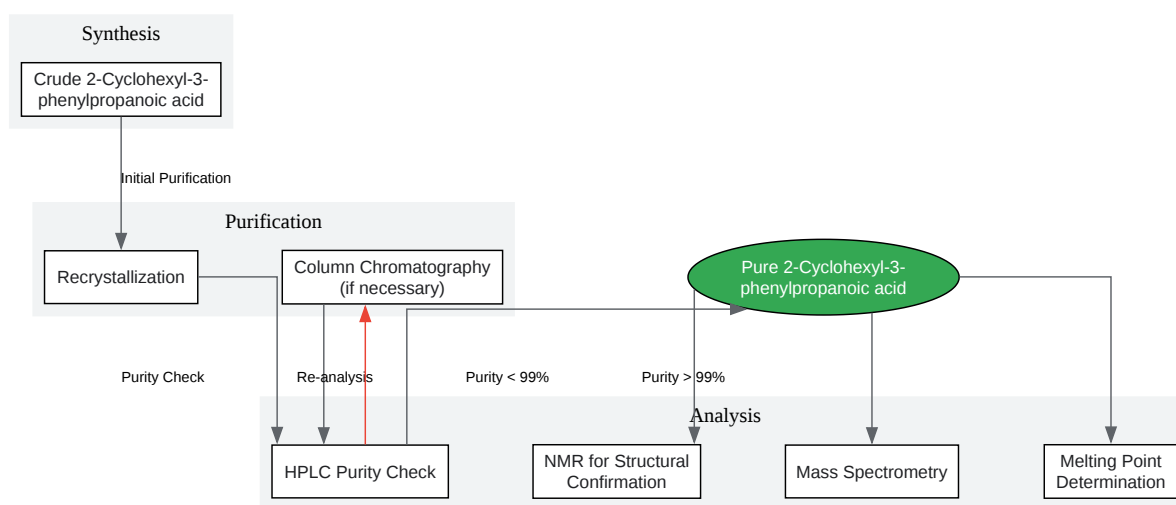 Synthesis
Crude 2-Cyclohexyl-3-
phenylpropanoic acid
Initial Purification
Purification
Recrystallization
Column Chromatography
(if necessary)
Pure 2-Cyclohexyl-3-
phenylpropanoic acid
Purity Check
Re-analysis
Purity < 99%
Purity > 99%
Analysis
HPLC Purity Check
NMR for Structural
Confirmation
Mass Spectrometry
Melting Point
Determination